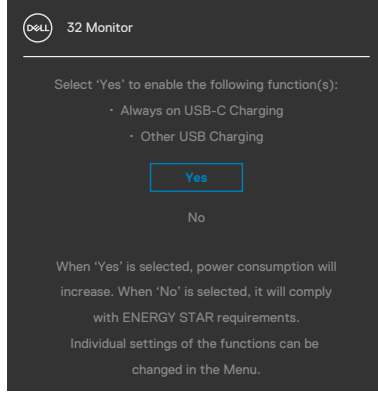 DELL 32 Monitor
Select ‘Yes’ to enable the following function(s):
· Always on USB-C Charging
· Other USB Charging
Yes
No
When ‘Yes’ is selected, power consumption will
increase. When ‘No’ is selected, it will comply
with ENERGY STAR requirements.
Individual settings of the functions can be
changed in the Menu.